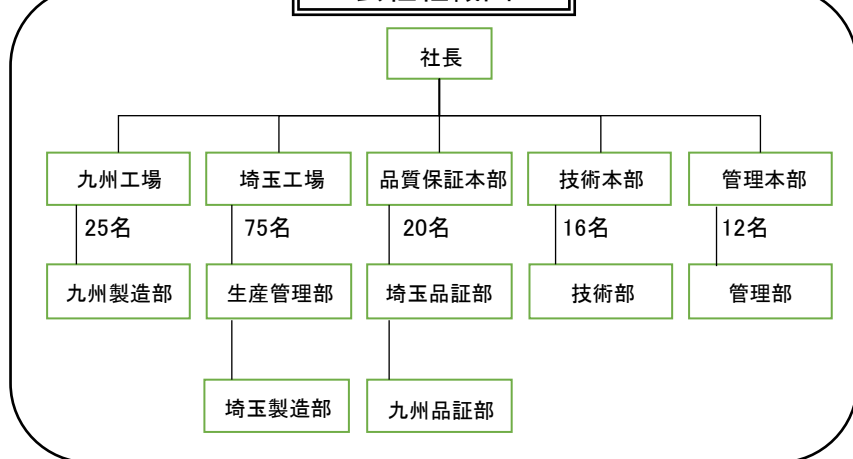 社長
九州工場
埼玉工場
品質保証本部
技術本部
管理本部
25名
75名
20名
16名
12名
九州製造部
生産管理部
埼玉品証部
技術部
管理部
埼玉製造部
九州品証部